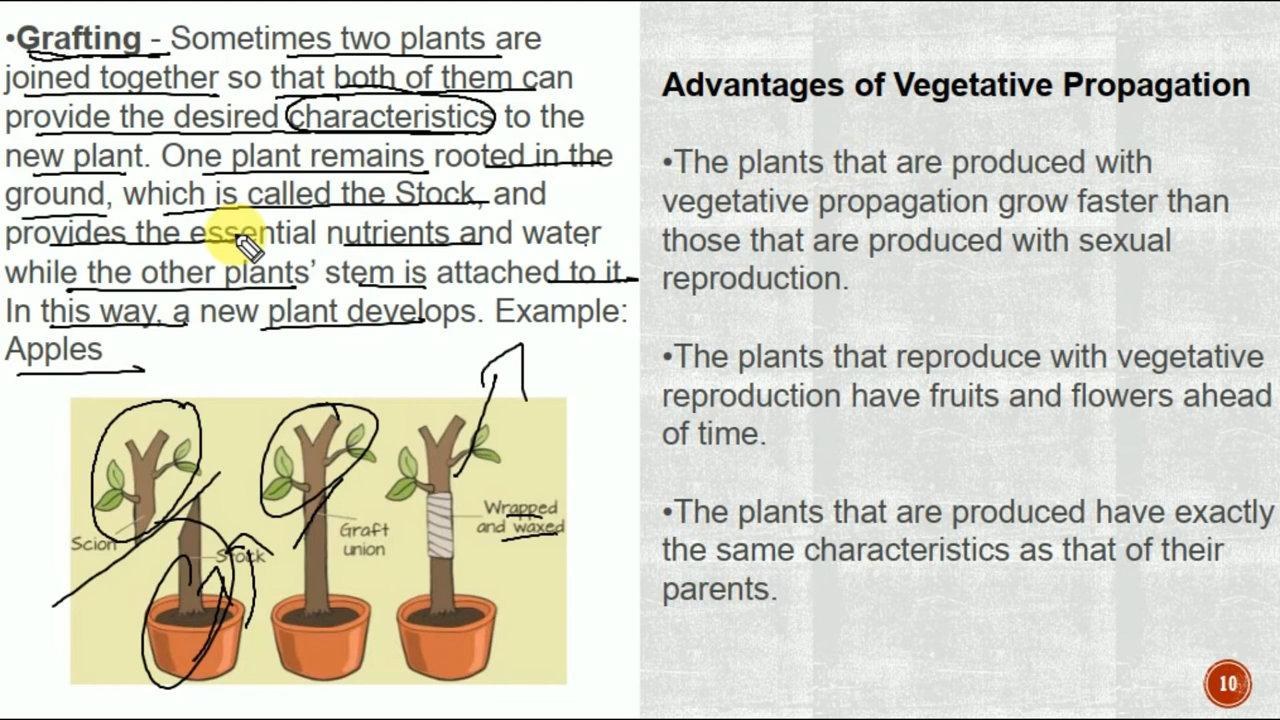 •Grafting - Sometimes two plants are
joined together so that both of them can
provide the desired characteristics to the
new plant. One plant remains rooted in the
ground, which is called the Stock, and
provides the essential nutrients and water
while the other plants’ stem is attached to it.
In this way, a new plant develops. Example:
Apples
Scion
Stock
Graft
union
Wrapped
and waxed
Advantages of Vegetative Propagation
•The plants that are produced with
vegetative propagation grow faster than
those that are produced with sexual
reproduction.
•The plants that reproduce with vegetative
reproduction have fruits and flowers ahead
of time.
•The plants that are produced have exactly
the same characteristics as that of their
parents.
10